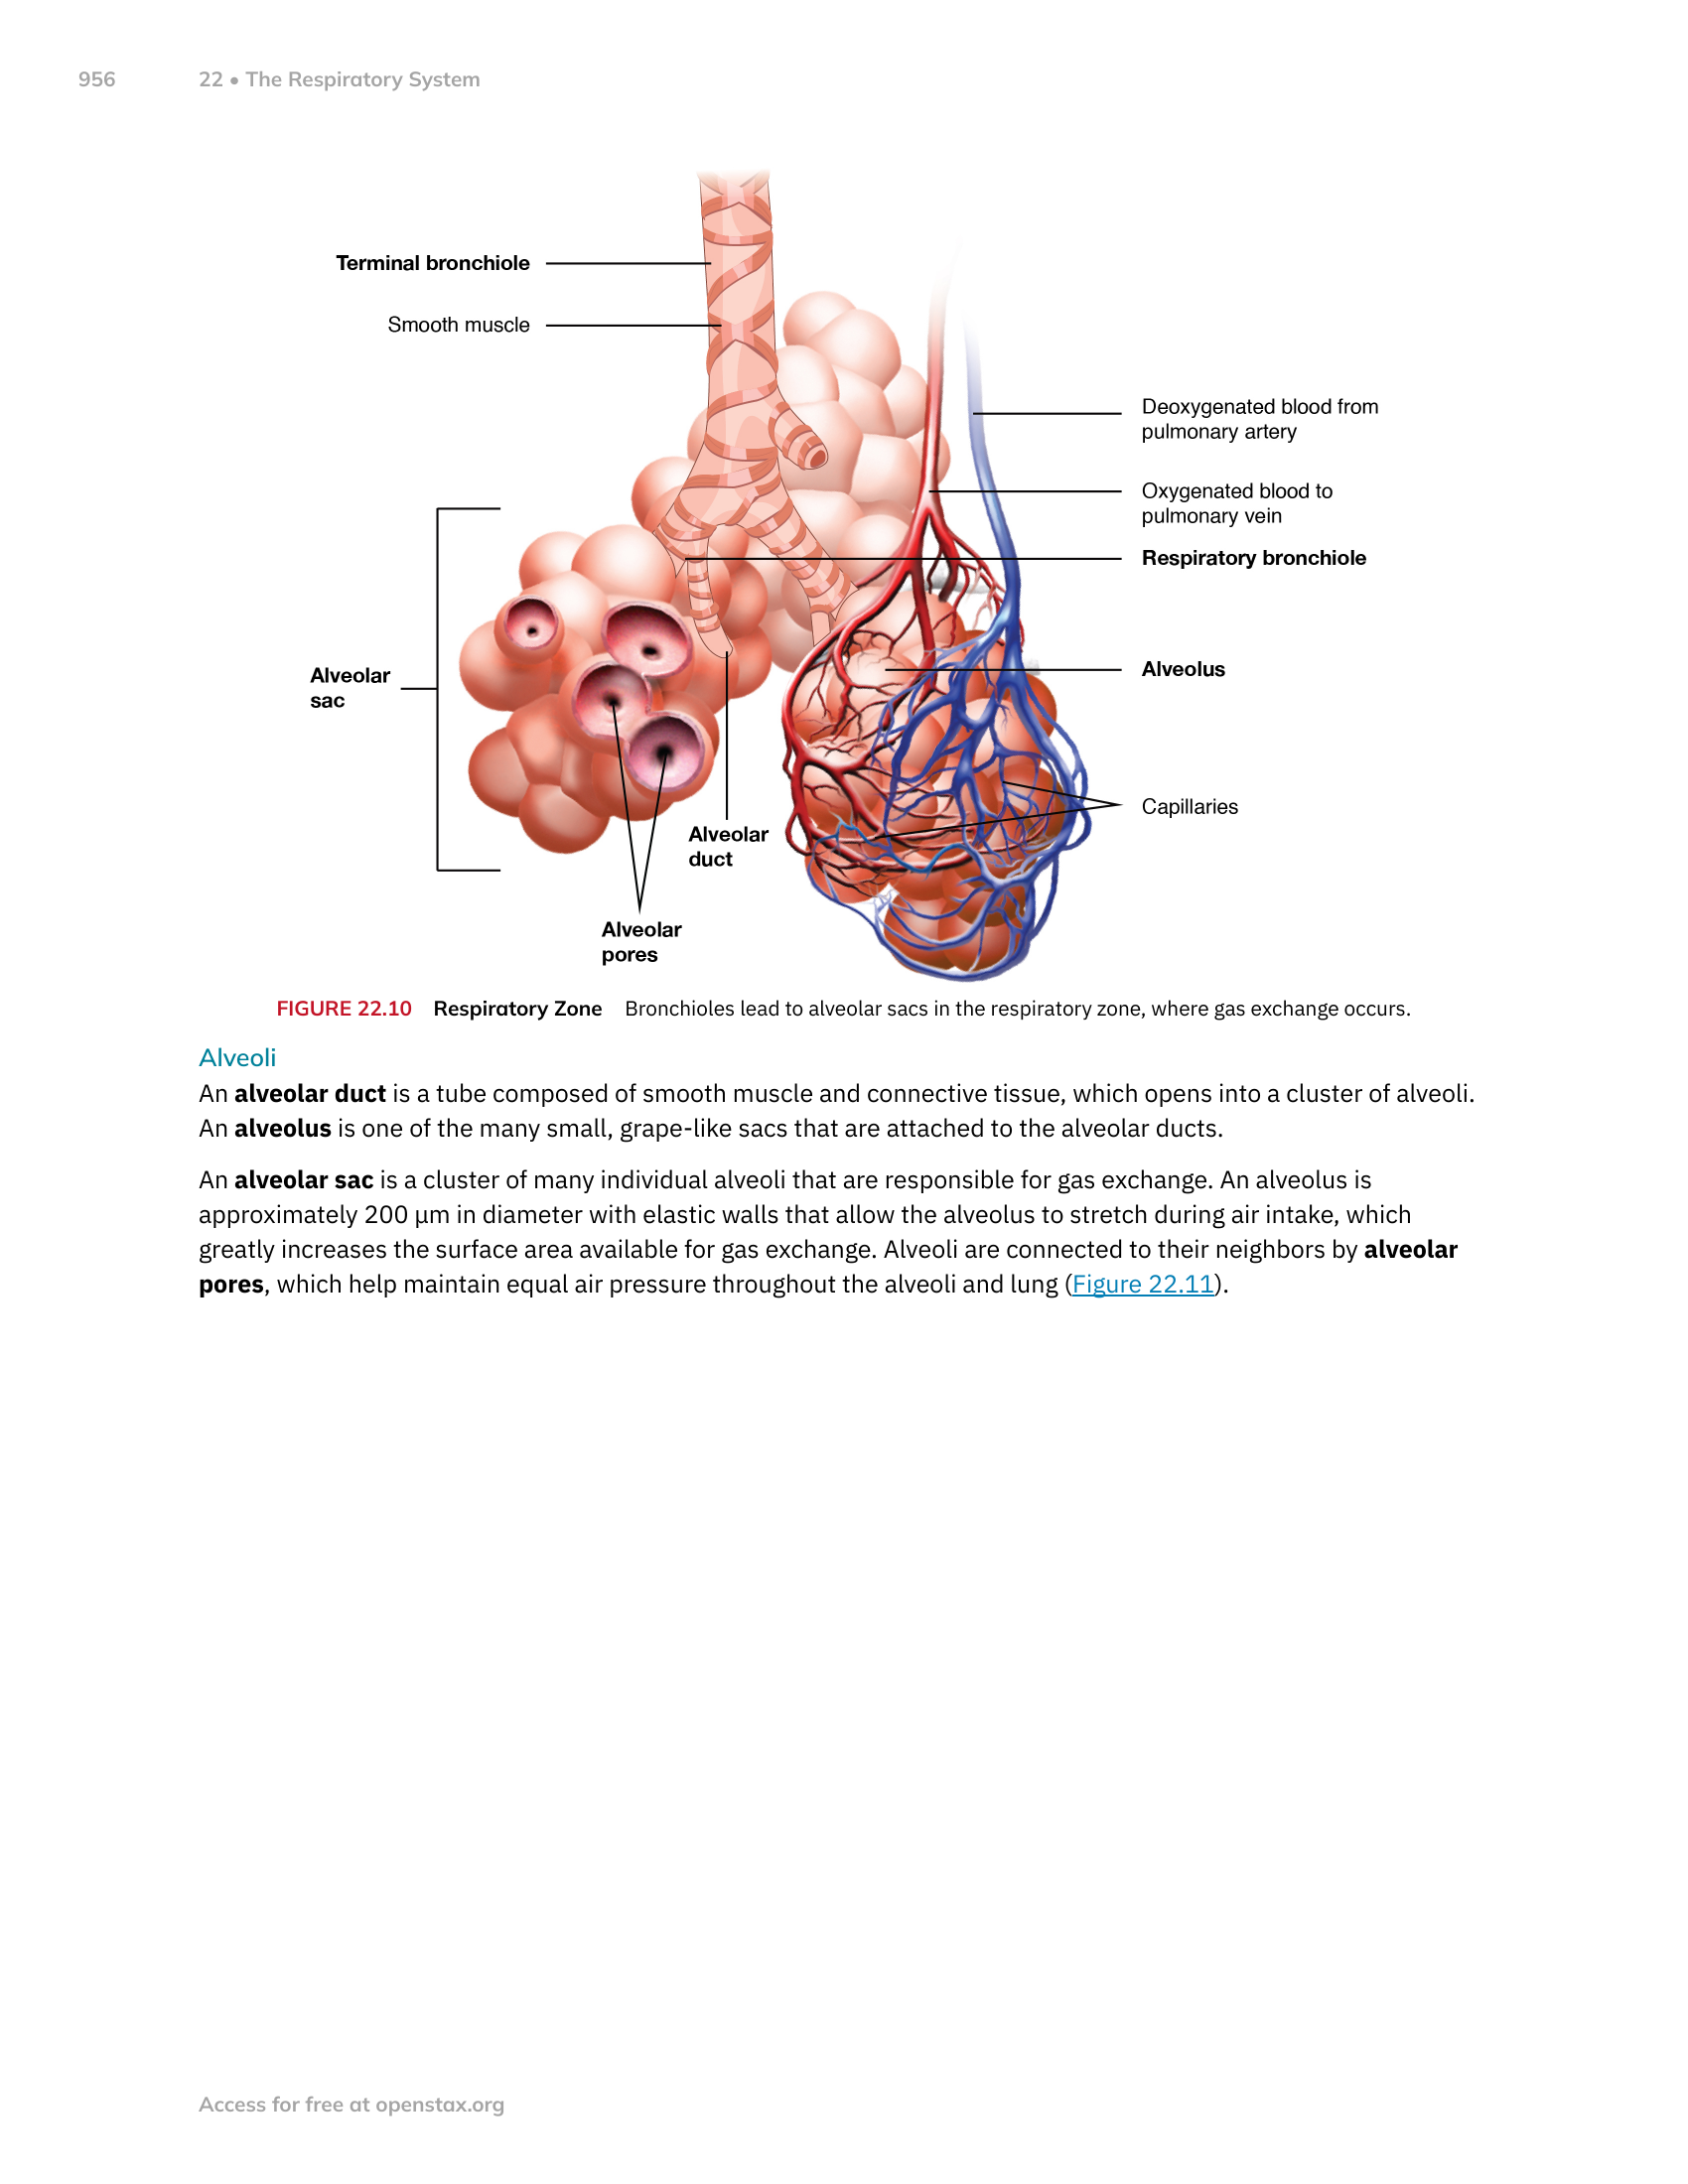 956
22 • The Respiratory System
Terminal bronchiole
Smooth muscle
Deoxygenated blood from
pulmonary artery
Oxygenated blood to
pulmonary vein
Respiratory bronchiole
Alveolus
Alveolar
sac
Capillaries
Alveolar
duct
Alveolar
pores
FIGURE 22.10 Respiratory Zone Bronchioles lead to alveolar sacs in the respiratory zone, where gas exchange occurs.
Alveoli
An alveolar duct is a tube composed of smooth muscle and connective tissue, which opens into a cluster of alveoli.
An alveolus is one of the many small, grape-like sacs that are attached to the alveolar ducts.
An alveolar sac is a cluster of many individual alveoli that are responsible for gas exchange. An alveolus is
approximately 200 μm in diameter with elastic walls that allow the alveolus to stretch during air intake, which
greatly increases the surface area available for gas exchange. Alveoli are connected to their neighbors by alveolar
pores, which help maintain equal air pressure throughout the alveoli and lung (Figure 22.11).
Access for free at openstax.org